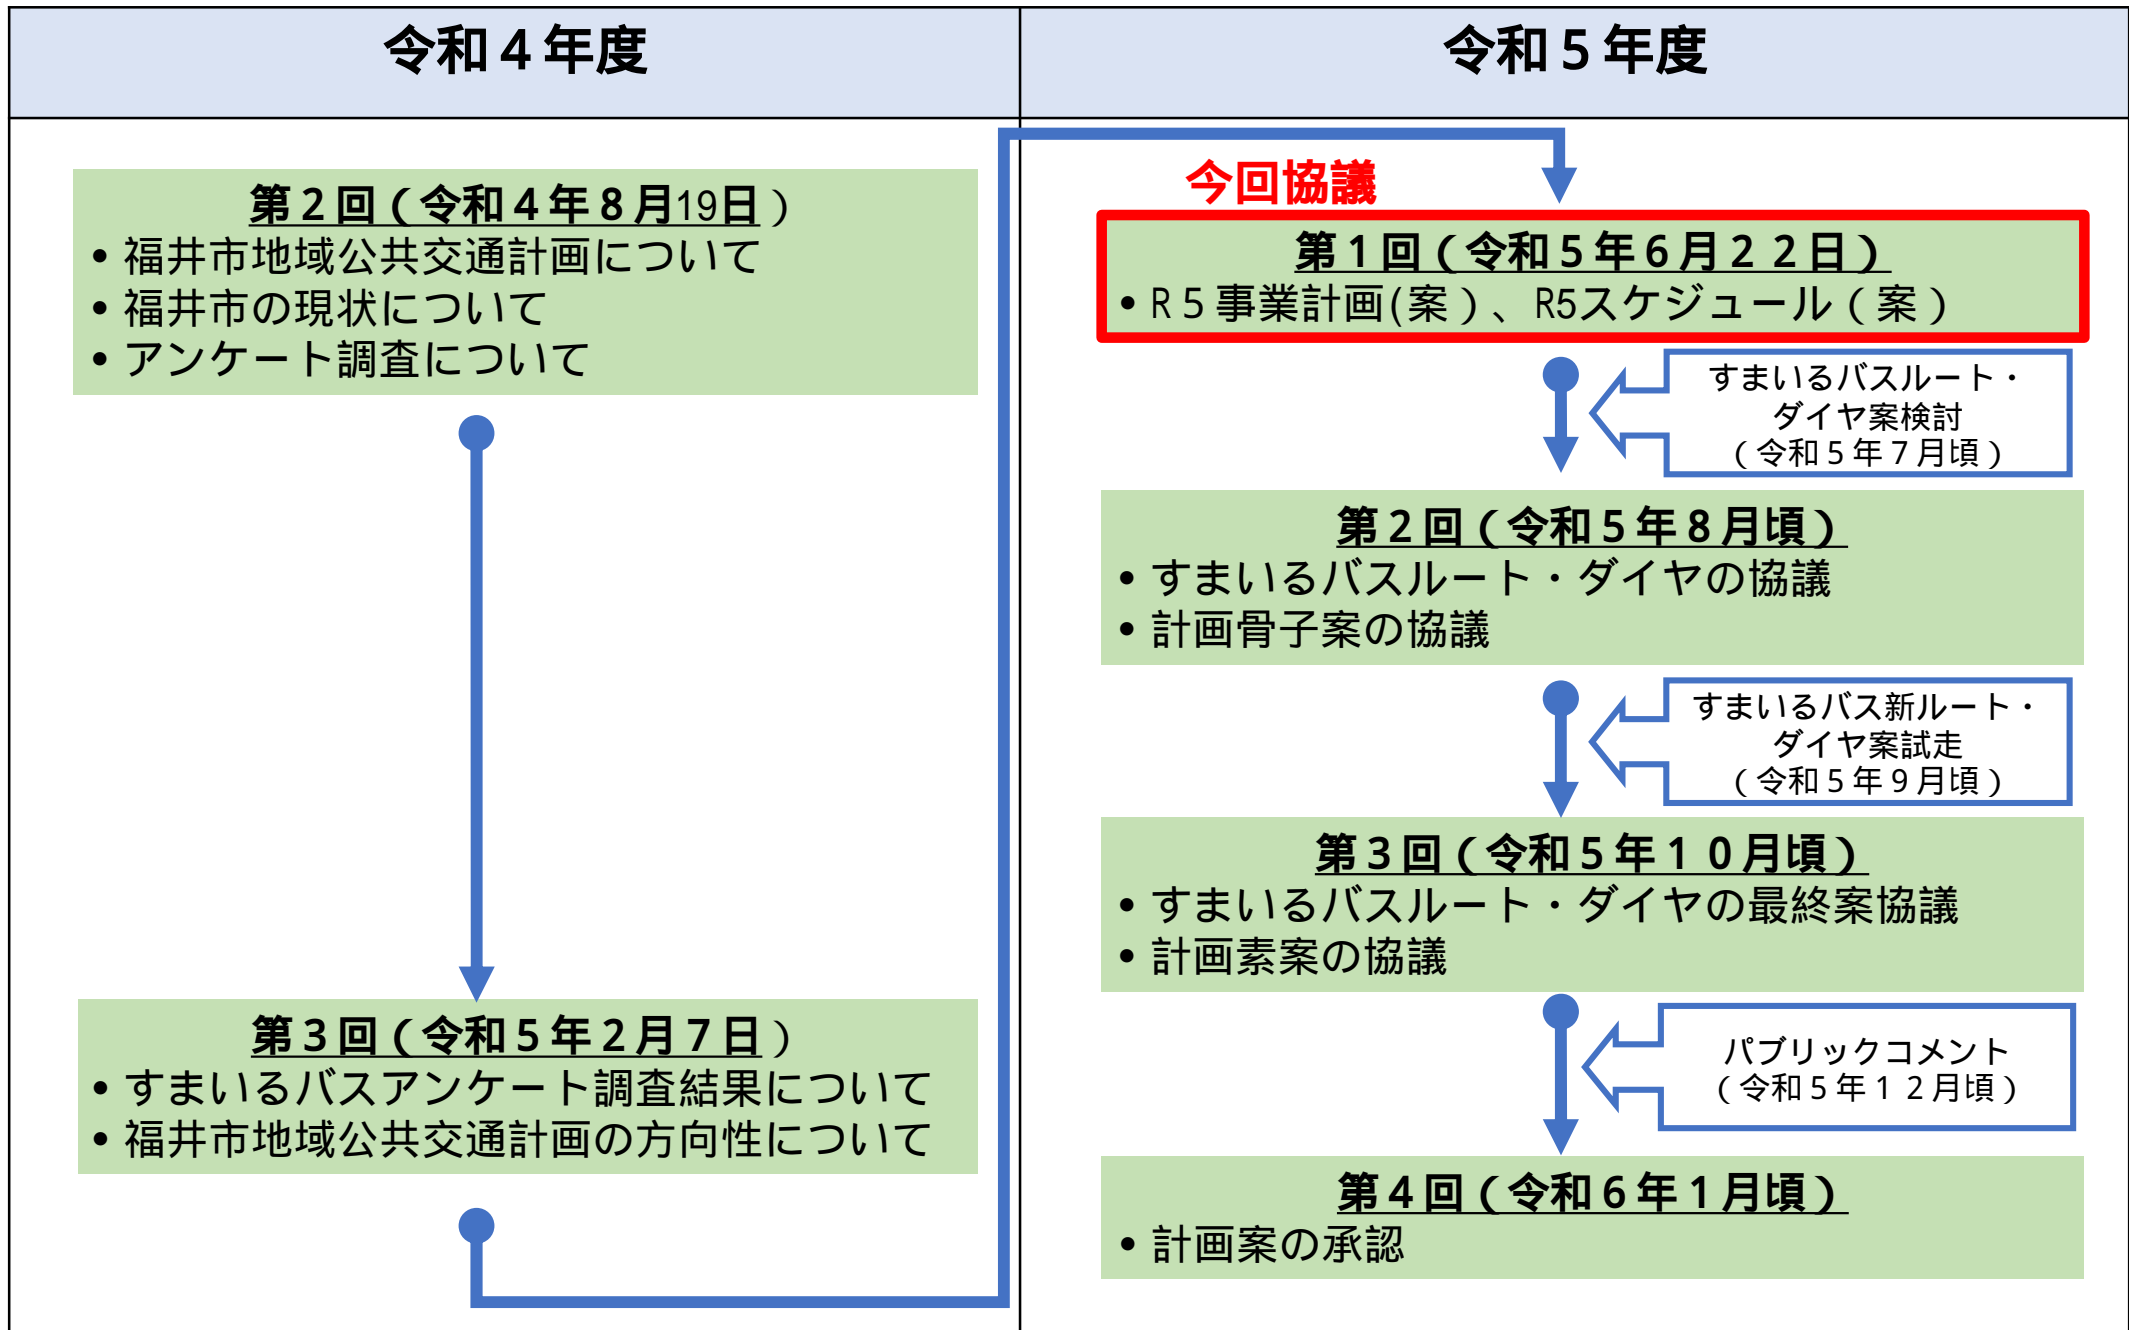 令和４年度
令和５年度
第２回（令和４年８月19日）
• 福井市地域公共交通計画について
• 福井市の現状について
• アンケート調査について
第３回（令和５年２月７日）
• すまいるバスアンケート調査結果について
• 福井市地域公共交通計画の方向性について
今回協議
第１回（令和５年６月２２日）
• R５事業計画(案）、R5スケジュール（案）
すまいるバスルート・
ダイヤ案検討
（令和５年７月頃）
第２回（令和５年８月頃）
• すまいるバスルート・ダイヤの協議
• 計画骨子案の協議
すまいるバス新ルート・
ダイヤ案試走
（令和５年９月頃）
第３回（令和５年１０月頃）
• すまいるバスルート・ダイヤの最終案協議
• 計画素案の協議
パブリックコメント
（令和５年１２月頃）
第４回（令和６年１月頃）
• 計画案の承認